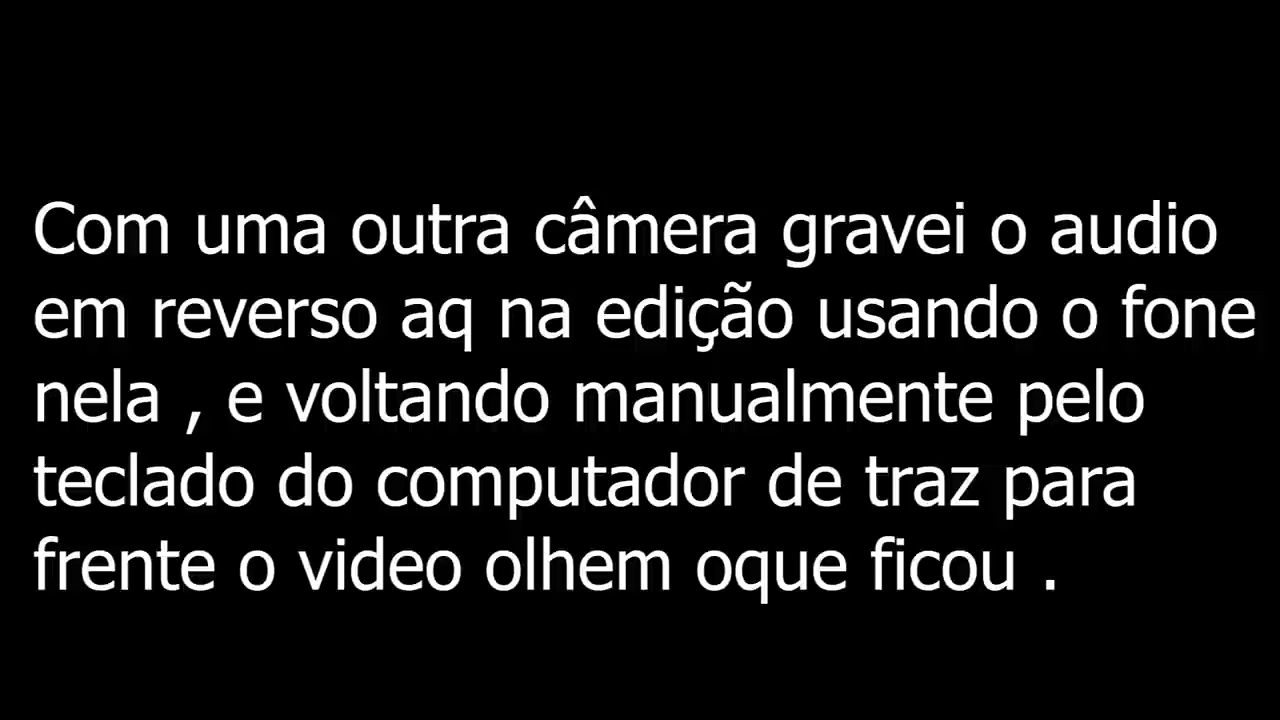 Com uma outra câmera gravei o audio
em reverso aq na edição usando o fone
nela , e voltando manualmente pelo
teclado do computador de traz para
frente o video olhem oque ficou .